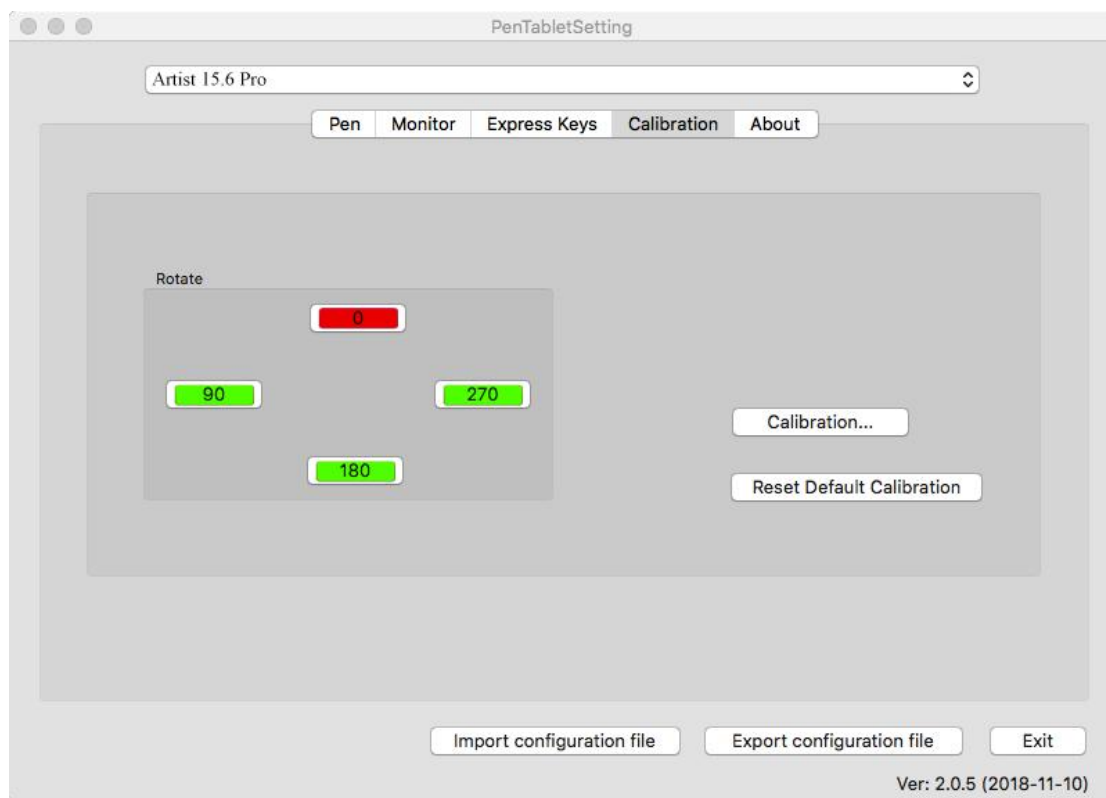 PenTabletSetting
Artist 15.6 Pro
Pen Monitor Express Keys Calibration About
Rotate
0
90 270
180
Calibration...
Reset Default Calibration
Import configuration file Export configuration file Exit
Ver: 2.0.5 (2018-11-10)